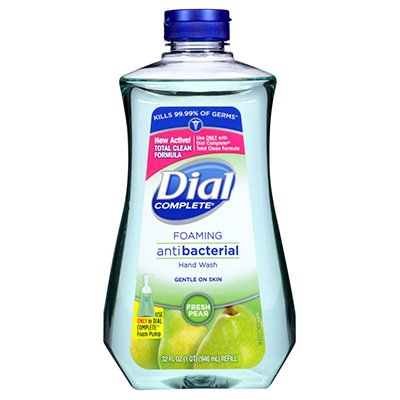 KILLS 99.99% OF GERMS*
New Active!
TOTAL CLEAN
FORMULA
Use ONLY with
Dial Complete®
Total Clean Formula
Dial
COMPLETE®
FOAMING
antibacterial
Hand Wash
GENTLE ON SKIN
FRESH
PEAR
USE
ONLY in DIAL
COMPLETE®
Foam Pump
32 FL OZ (1 QT) (946 mL) REFILL